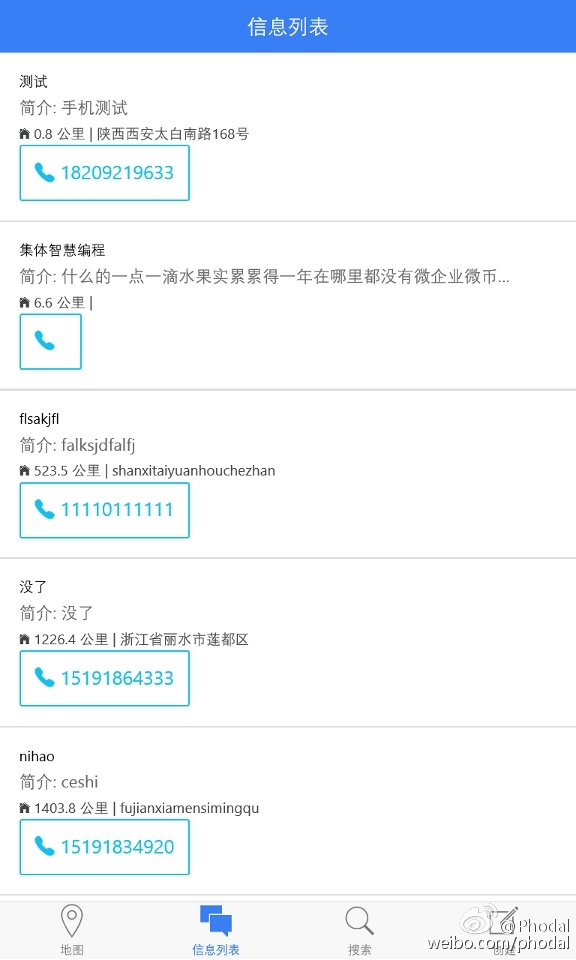 信息列表
测试
简介: 手机测试
0.8 公里 | 陕西西安太白南路168号
18209219633
集体智慧编程
简介: 什么的一点一滴水果实累累得一年在哪里都没有微企业微币...
6.6 公里 |
flsakjfl
简介: falksjdfalfj
523.5 公里 | shanxitaiyuanhouchezhan
11110111111
没了
简介: 没了
1226.4 公里 | 浙江省丽水市莲都区
15191864333
nihao
简介: ceshi
1403.8 公里 | fujianxiamensimingqu
15191834920
地图
信息列表
搜索
创建
@Phodal
weibo.com/phodal